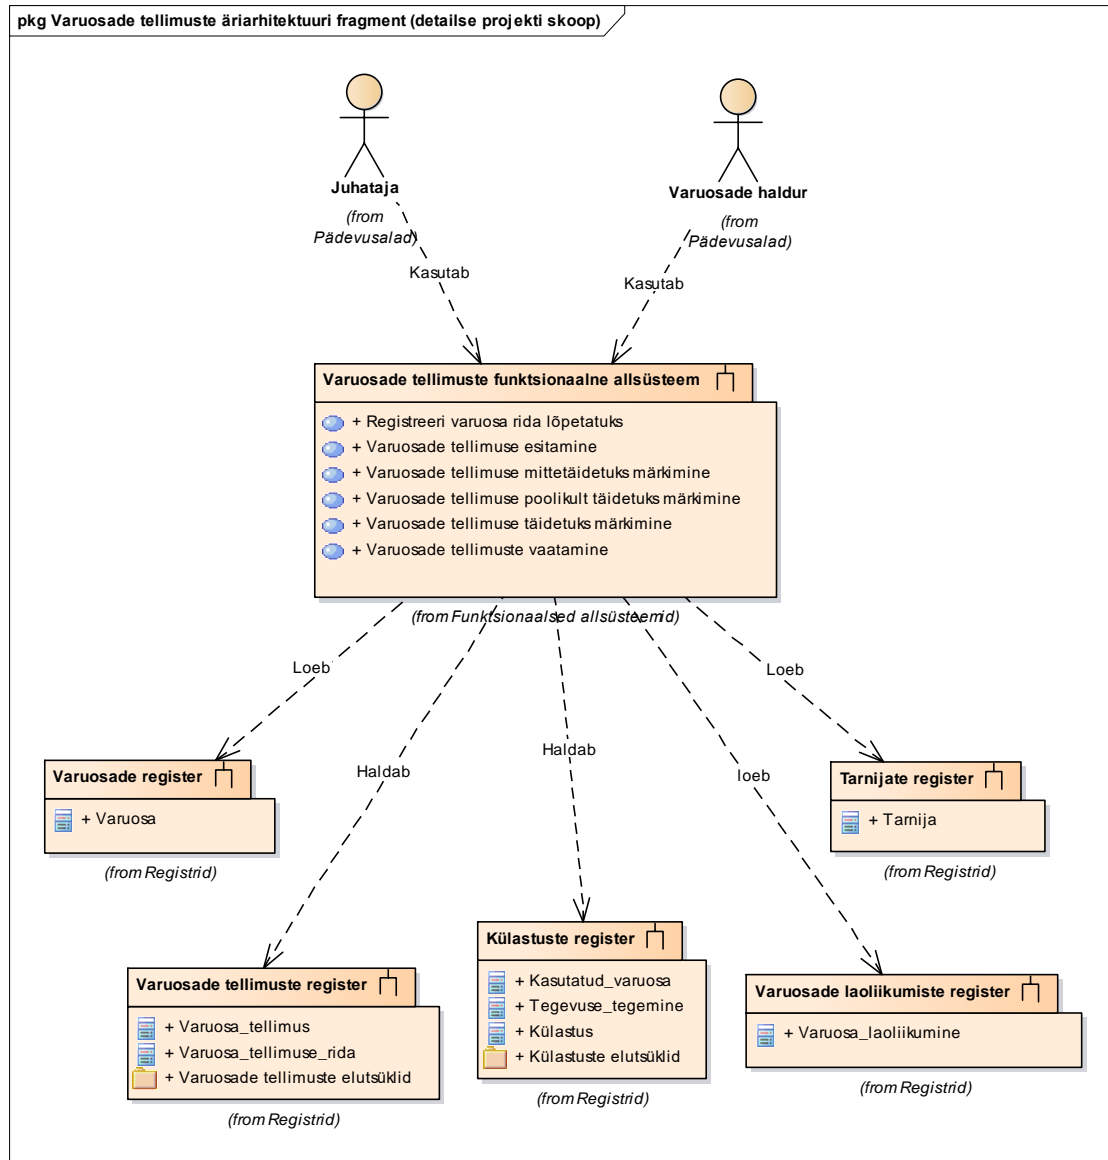 pkg Varuosade tellimuste äriarhitektuuri fragment (detailse projekti skoop)
Juhataja
(from
Pädevusalad)
Varuosade haldur
(from
Pädevusalad)
Kasutab
Kasutab
Varuosade tellimuste funktsionaalne allsüsteem
+ Registreeri varuosa rida lõpetatuks
+ Varuosade tellimuse esitamine
+ Varuosade tellimuse mittetäidetuks märkimine
+ Varuosade tellimuse poolikult täidetuks märkimine
+ Varuosade tellimuse täidetuks märkimine
+ Varuosade tellimuste vaatamine
(from Funktsionaalsed allsüsteemid)
Loeb
Haldab
Haldab
loeb
Loeb
Varuosade register
+ Varuosa
(from Registrid)
Tarnijate register
+ Tarnija
(from Registrid)
Varuosade tellimuste register
+ Varuosa_tellimus
+ Varuosa_tellimuse_rida
+ Varuosade tellimuste elutsüklid
(from Registrid)
Külastuste register
+ Kasutatud_varuosa
+ Tegevuse_tegemine
+ Külastus
+ Külastuste elutsüklid
(from Registrid)
Varuosade laoliikumiste register
+ Varuosa_laoliikumine
(from Registrid)